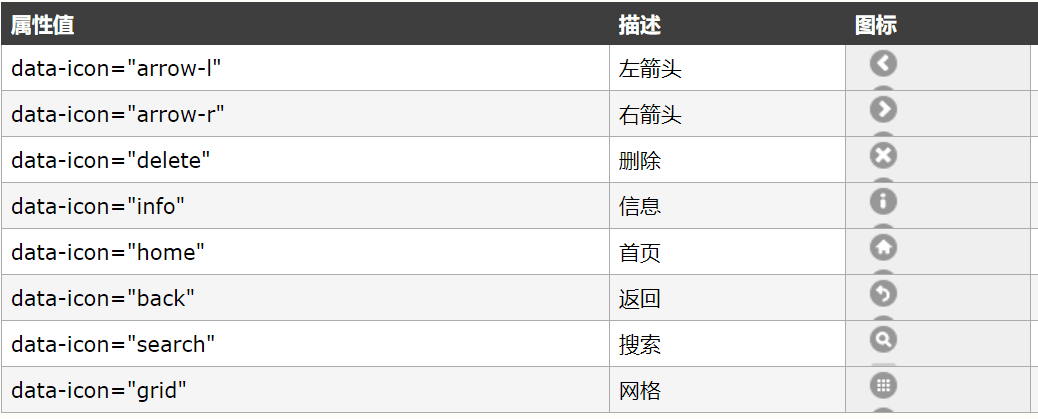 属性值 描述 图标
data-icon="arrow-l" 左箭头
data-icon="arrow-r" 右箭头
data-icon="delete" 删除
data-icon="info" 信息
data-icon="home" 首页
data-icon="back" 返回
data-icon="search" 搜索
data-icon="grid" 网格